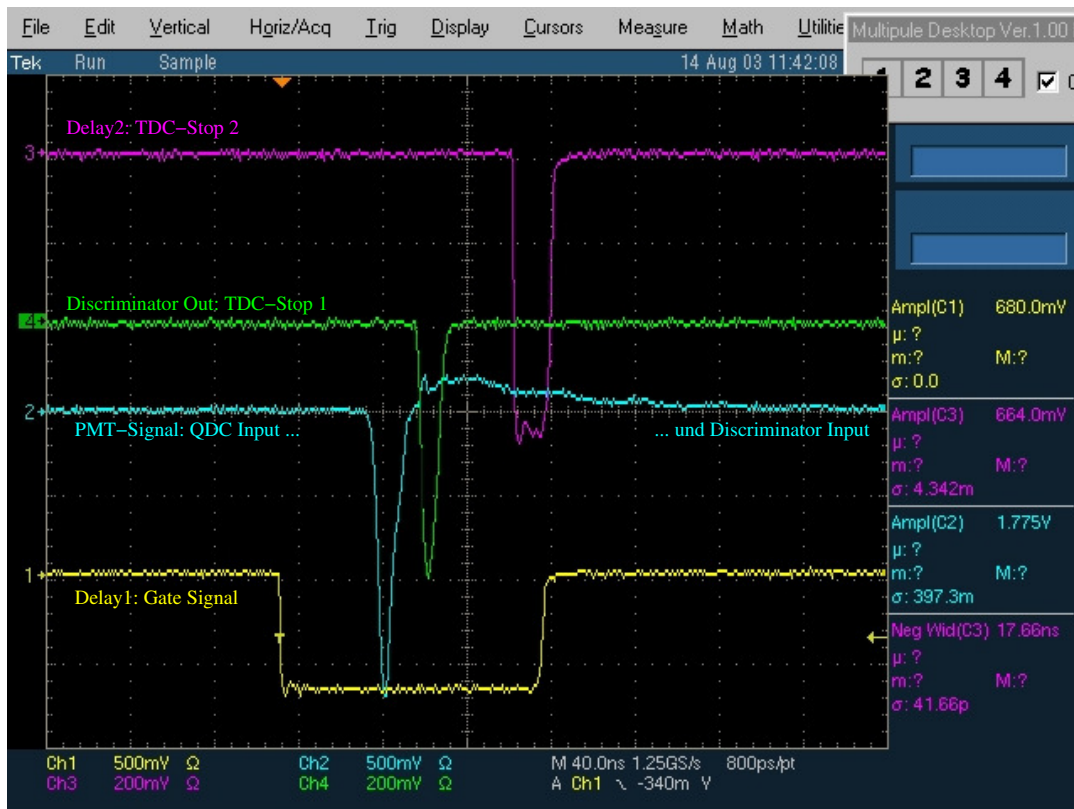 File Edit Vertical Horiz/Acq Trig Display Cursors Measure Math Utilitie
Multipule Desktop Ver.1.00
Tek Run Sample 14 Aug 03 11:42:08
1 2 3 4
Delay2: TDC-Stop 2
3
Discriminator Out: TDC-Stop 1
4
2
PMT-Signal: QDC Input ... ... und Discriminator Input
1
Delay1: Gate Signal
Ampl(C1) 680.0mV
µ: ?
m:? M:?
σ: 0.0
Ampl(C3) 664.0mV
µ: ?
m:? M:?
σ: 4.342m
Ampl(C2) 1.775V
µ: ?
m:? M:?
σ: 397.3m
Neg Wid(C3) 17.66ns
µ: ?
m:? M:?
σ: 41.66p
Ch1 500mV Ω Ch2 500mV Ω M 40.0ns 1.25GS/s 800ps/pt
Ch3 200mV Ω Ch4 200mV Ω A Ch1 \ -340m V